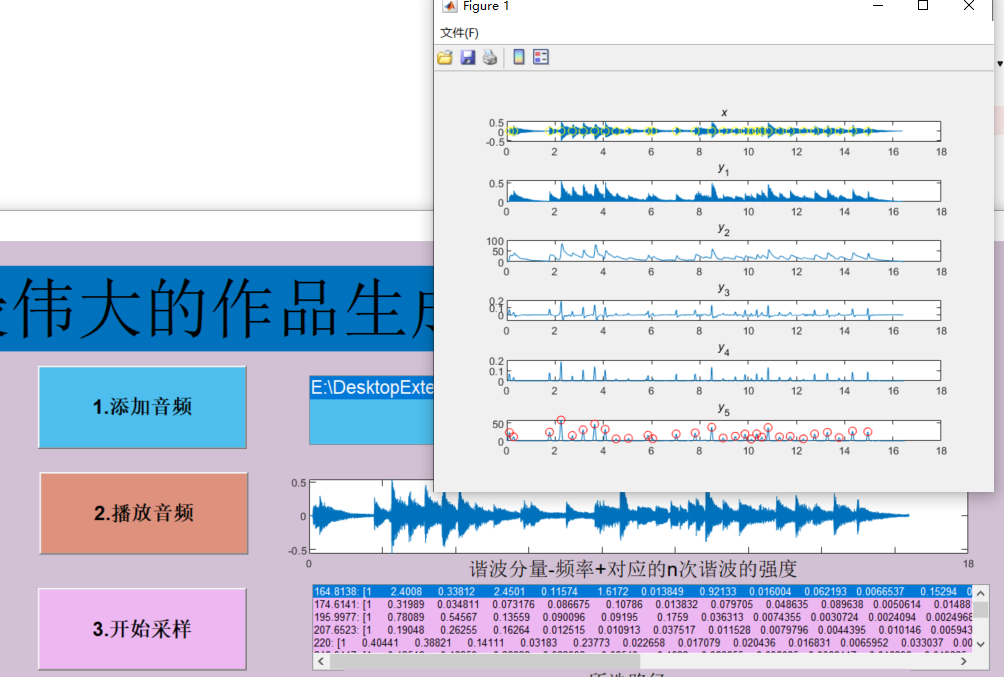 Figure 1
文件(F)
x
0.5
0
-0.5
0 2 4 6 8 10 12 14 16 18
y1
0.5
0
0 2 4 6 8 10 12 14 16 18
y2
100
50
0
0 2 4 6 8 10 12 14 16 18
y3
0.2
0.1
0
0 2 4 6 8 10 12 14 16 18
y4
0.2
0.1
0
0 2 4 6 8 10 12 14 16 18
y5
50
0
0 2 4 6 8 10 12 14 16 18
伟大的作品生成
1.添加音频
E:\DesktopExte
2.播放音频
0.5
0
-0.5
0 18
谐波分量-频率+对应的n次谐波的强度
3.开始采样
164.8138: [1 2.4008 0.33812 2.4501 0.11574 1.6172 0.013849 0.92133 0.016004 0.062193 0.0066537 0.15294
174.6141: [1 0.31989 0.034811 0.073176 0.086675 0.10786 0.013832 0.079705 0.048635 0.089638 0.0050614 0.01488
195.9977: [1 0.78089 0.54567 0.13559 0.090096 0.09195 0.1759 0.036313 0.0074355 0.0030724 0.0024094 0.0024968
207.6523: [1 0.19048 0.26255 0.16264 0.012515 0.010913 0.037517 0.011528 0.0079796 0.0044395 0.010146 0.005943
220: [1 0.40441 0.38821 0.14111 0.03183 0.23773 0.022658 0.017079 0.020436 0.016831 0.0065952 0.033037 0.00